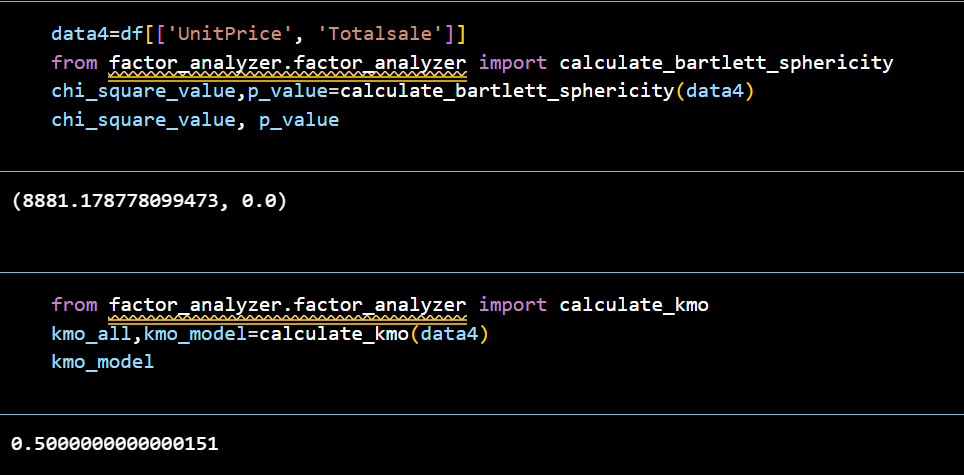 data4=df[['UnitPrice', 'Totalsale']]
from factor_analyzer.factor_analyzer import calculate_bartlett_sphericity
chi_square_value,p_value=calculate_bartlett_sphericity(data4)
chi_square_value, p_value
(8881.178778099473, 0.0)
from factor_analyzer.factor_analyzer import calculate_kmo
kmo_all,kmo_model=calculate_kmo(data4)
kmo_model
0.5000000000000151